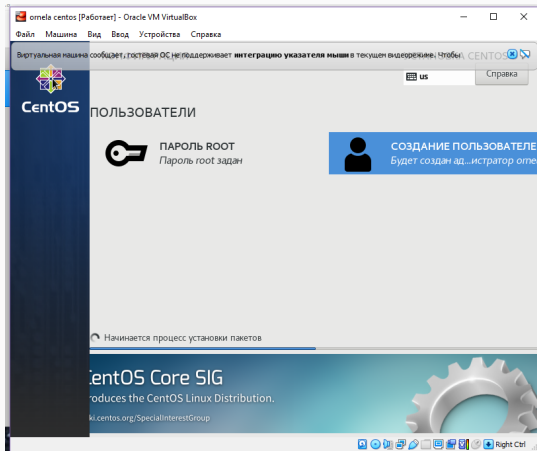 ornela centos [Работает] - Oracle VM VirtualBox
Файл Машина Вид Ввод Устройства Справка
Виртуальная машина сообщает, гостевая ОС не поддерживает интеграцию указателя мыши в текущем видеорежиме. Чтобы
CENTOS
us
Справка
CentOS
ПОЛЬЗОВАТЕЛИ
ПАРОЛЬ ROOT
Пароль root задан
СОЗДАНИЕ ПОЛЬЗОВАТЕЛЕ
Будет создан ад...истратор orne
Начинается процесс установки пакетов
CentOS Core SIG
roduces the CentOS Linux Distribution.
ki.centos.org/SpecialInterestGroup
Right Ctrl